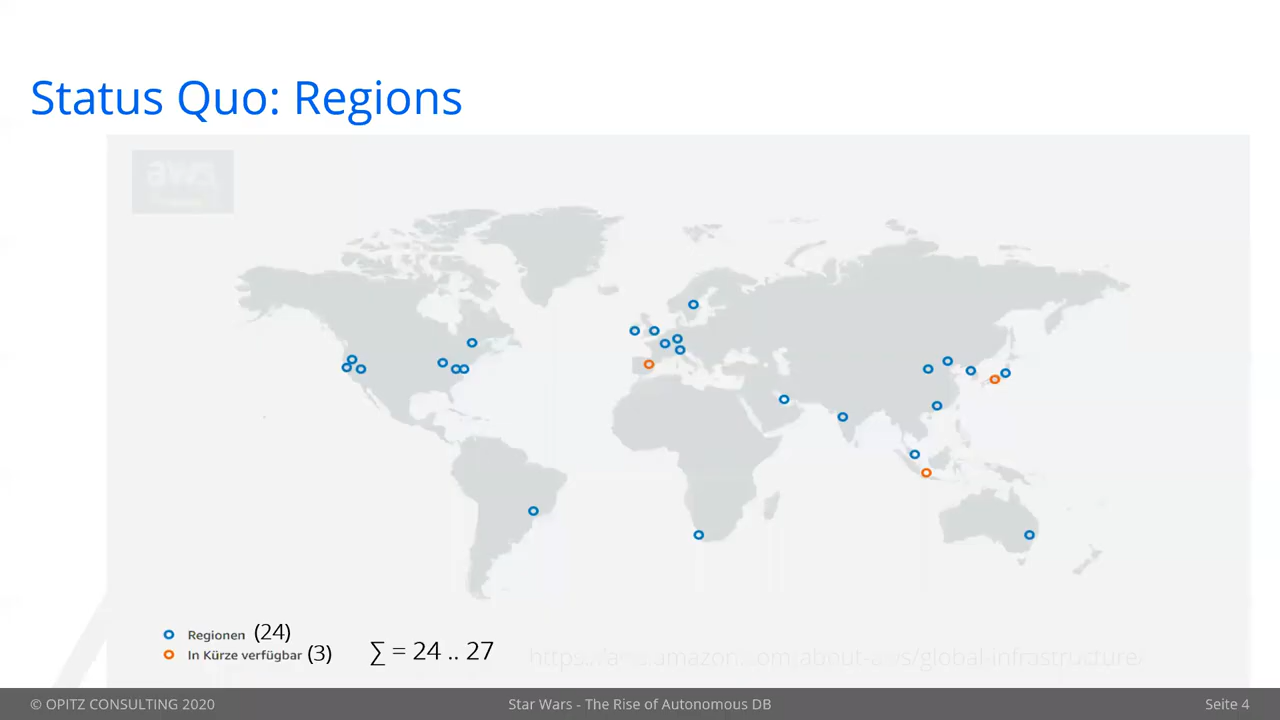 Status Quo: Regions
aws
Regionen (24)
In Kürze verfügbar (3)
∑ = 24 .. 27
https://aws.amazon.com/about-aws/global-infrastructure/
© OPITZ CONSULTING 2020
Star Wars - The Rise of Autonomous DB
Seite 4